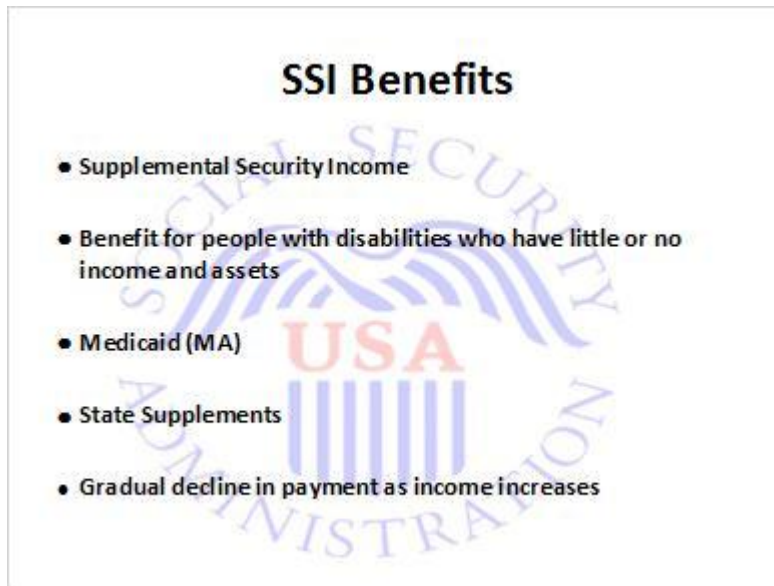 SSI Benefits
● Supplemental Security Income
● Benefit for people with disabilities who have little or no
income and assets
● Medicaid (MA)
● State Supplements
● Gradual decline in payment as income increases
SOCIAL SECURITY
USA
ADMINISTRATION